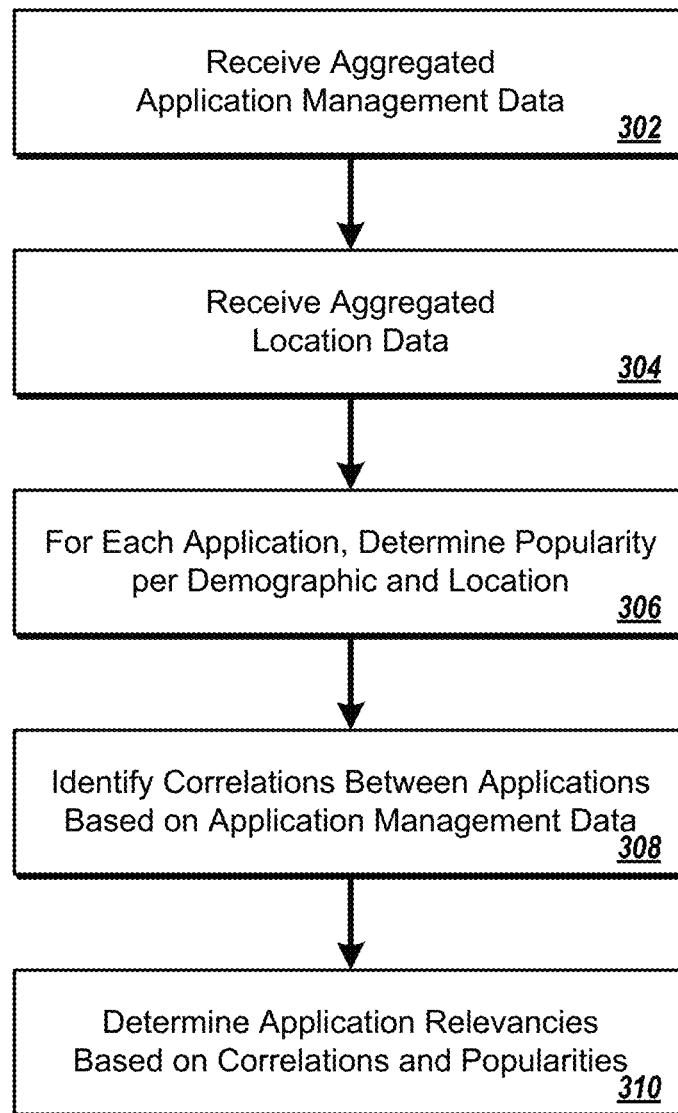 Receive Aggregated
Application Management Data
302
Receive Aggregated
Location Data
304
For Each Application, Determine Popularity
per Demographic and Location
306
Identify Correlations Between Applications
Based on Application Management Data
308
Determine Application Relevancies
Based on Correlations and Popularities
310